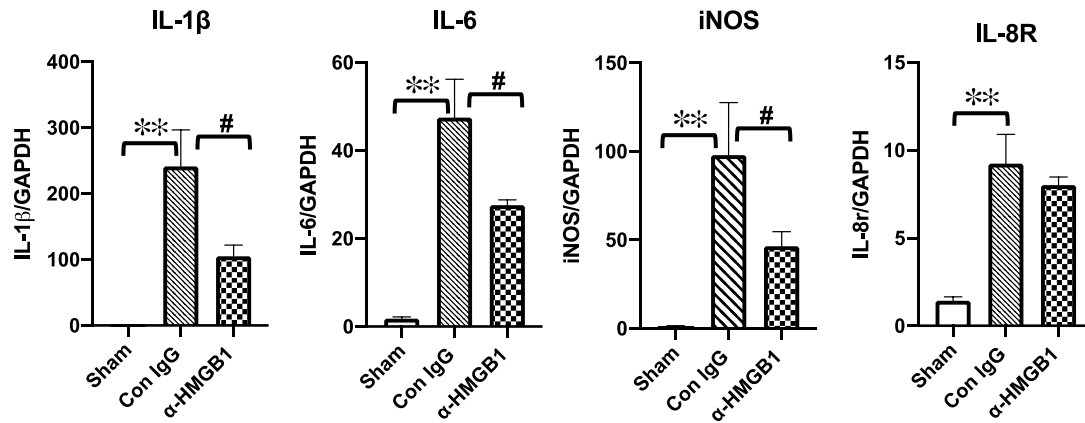 IL-1β
IL-1β/GAPDH
400
300
200
100
0
**
#
Sham
Con IgG
α-HMGB1
IL-6
IL-6/GAPDH
60
40
20
0
**
#
Sham
Con IgG
α-HMGB1
iNOS
iNOS/GAPDH
150
100
50
0
**
#
Sham
Con IgG
α-HMGB1
IL-8R
IL-8r/GAPDH
15
10
5
0
**
Sham
Con IgG
α-HMGB1